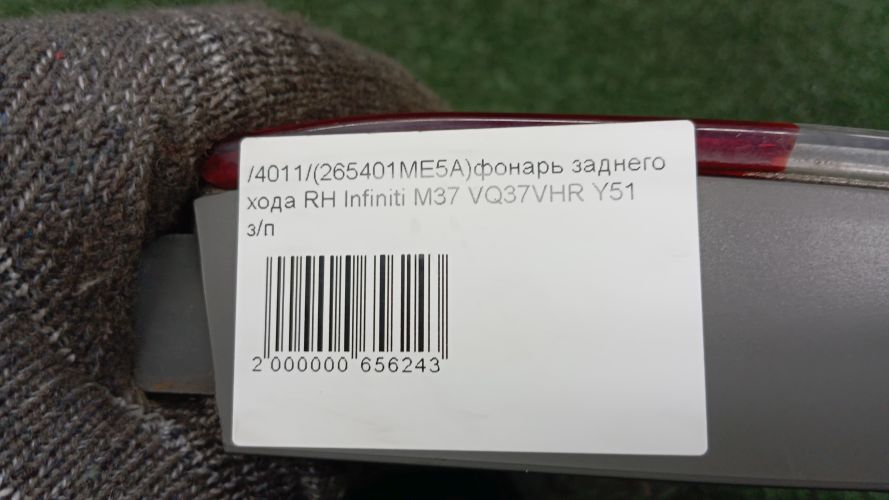 /4011/(265401ME5A)фонарь заднего
хода RH Infiniti M37 VQ37VHR Y51
з/п
2 000000 656243